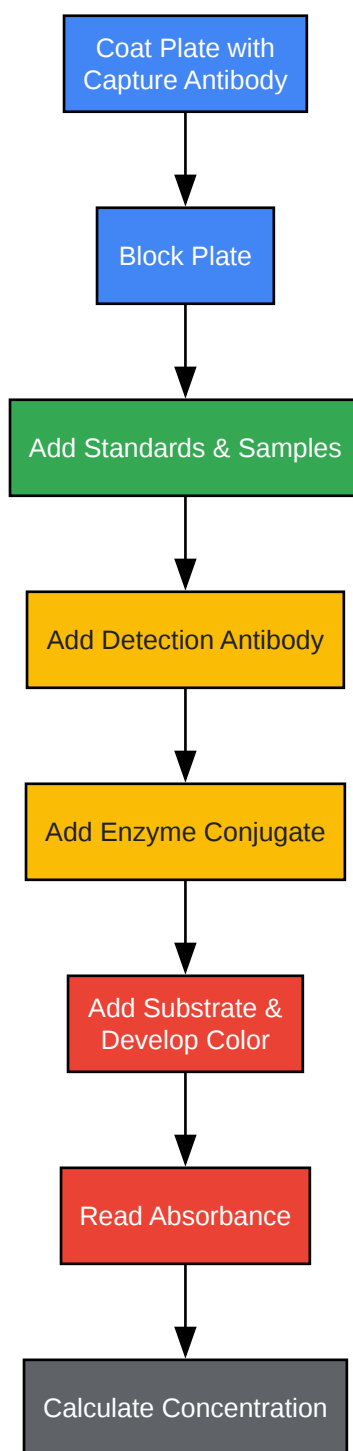 Coat Plate with
Capture Antibody
Block Plate
Add Standards & Samples
Add Detection Antibody
Add Enzyme Conjugate
Add Substrate &
Develop Color
Read Absorbance
Calculate Concentration